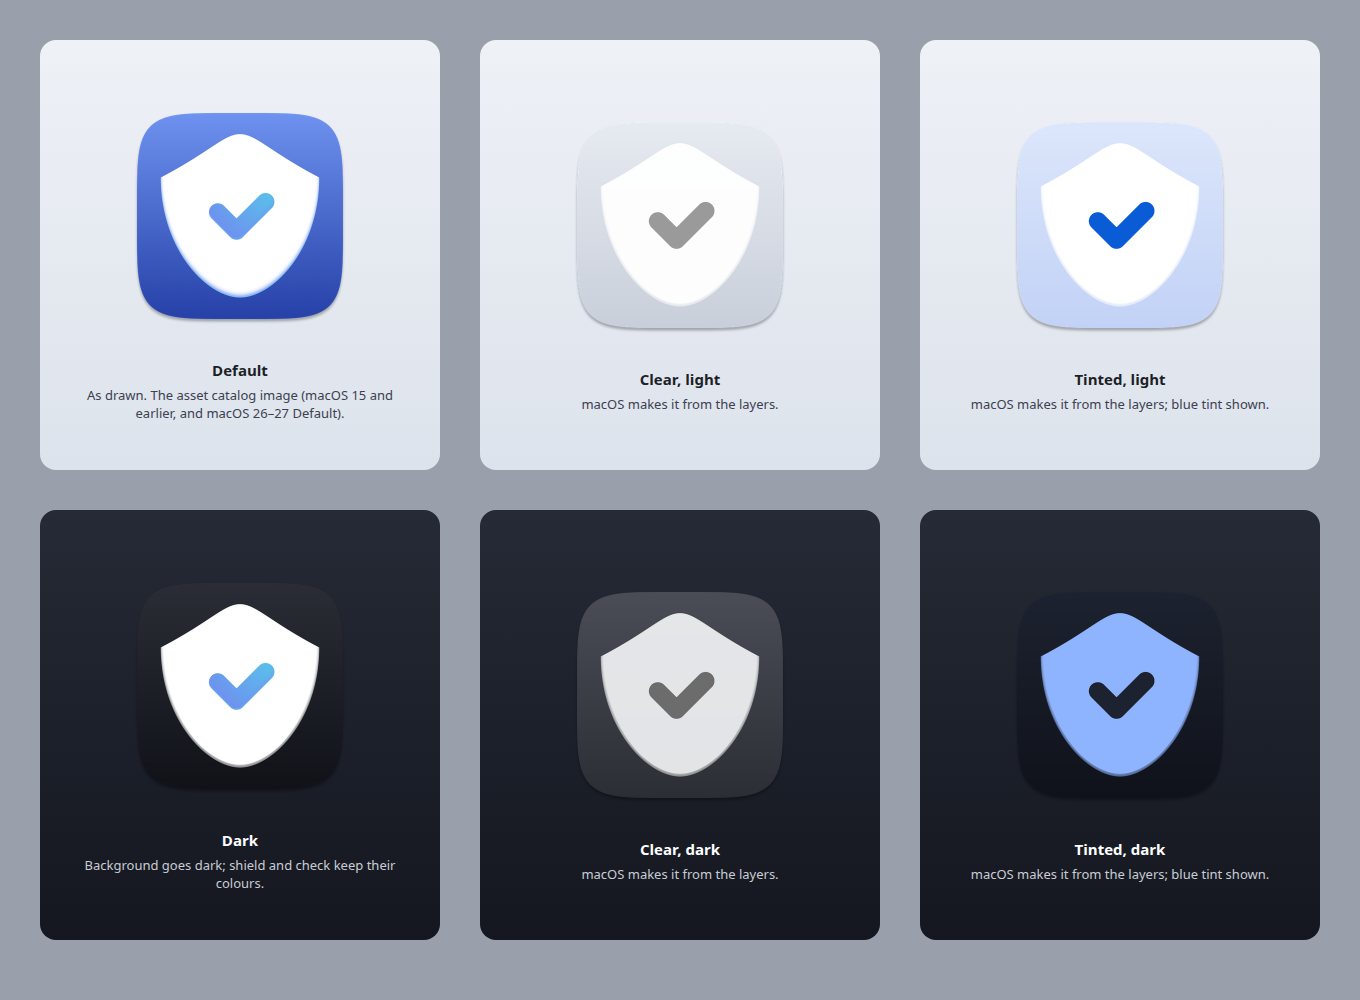 Default
As drawn. The asset catalog image (macOS 15 and
earlier, and macOS 26–27 Default).
Clear, light
macOS makes it from the layers.
Tinted, light
macOS makes it from the layers; blue tint shown.
Dark
Background goes dark; shield and check keep their
colours.
Clear, dark
macOS makes it from the layers.
Tinted, dark
macOS makes it from the layers; blue tint shown.